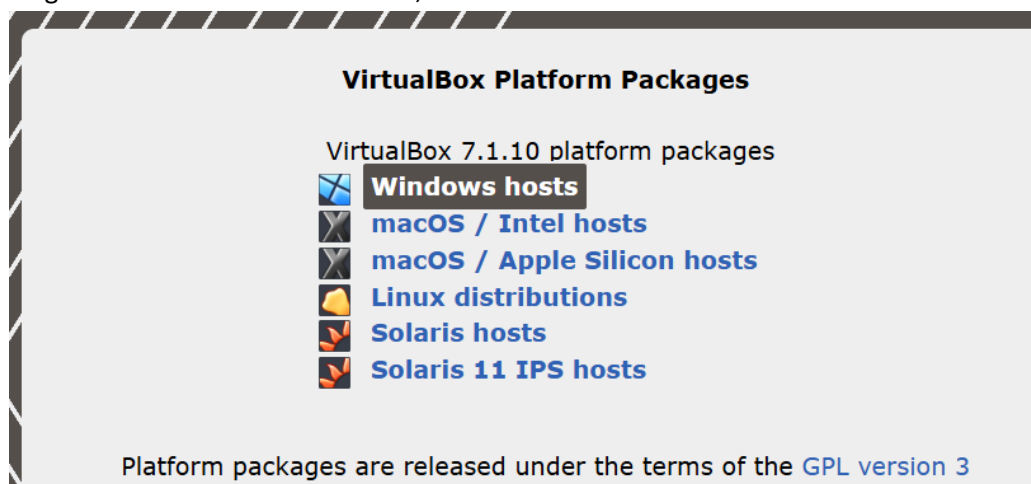 VirtualBox Platform Packages
VirtualBox 7.1.10 platform packages
Windows hosts
macOS / Intel hosts
macOS / Apple Silicon hosts
Linux distributions
Solaris hosts
Solaris 11 IPS hosts
Platform packages are released under the terms of the GPL version 3